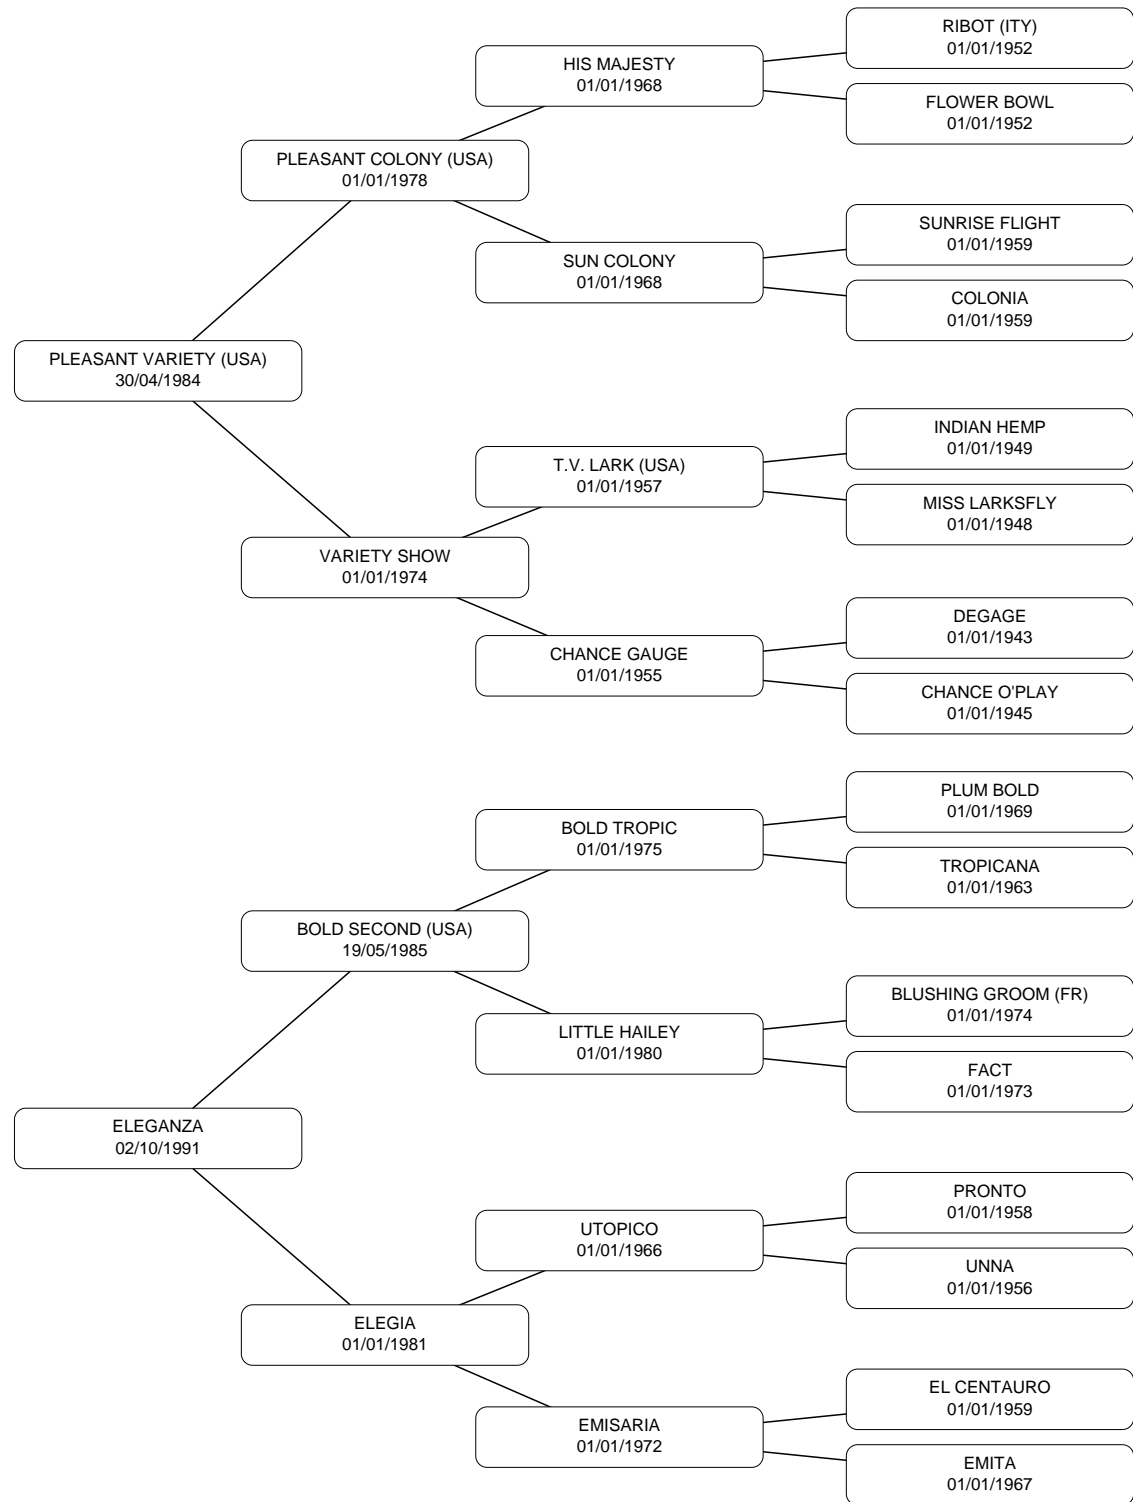 RIBOT (ITY)
01/01/1952
HIS MAJESTY
01/01/1968
FLOWER BOWL
01/01/1952
PLEASANT COLONY (USA)
01/01/1978
SUNRISE FLIGHT
01/01/1959
SUN COLONY
01/01/1968
COLONIA
01/01/1959
PLEASANT VARIETY (USA)
30/04/1984
INDIAN HEMP
01/01/1949
T.V. LARK (USA)
01/01/1957
MISS LARKSFLY
01/01/1948
VARIETY SHOW
01/01/1974
DEGAGE
01/01/1943
CHANCE GAUGE
01/01/1955
CHANCE O'PLAY
01/01/1945
PLUM BOLD
01/01/1969
BOLD TROPIC
01/01/1975
TROPICANA
01/01/1963
BOLD SECOND (USA)
19/05/1985
BLUSHING GROOM (FR)
01/01/1974
LITTLE HAILEY
01/01/1980
FACT
01/01/1973
ELEGANZA
02/10/1991
PRONTO
01/01/1958
UTOPICO
01/01/1966
UNNA
01/01/1956
ELEGIA
01/01/1981
EL CENTAURO
01/01/1959
EMISARIA
01/01/1972
EMITA
01/01/1967